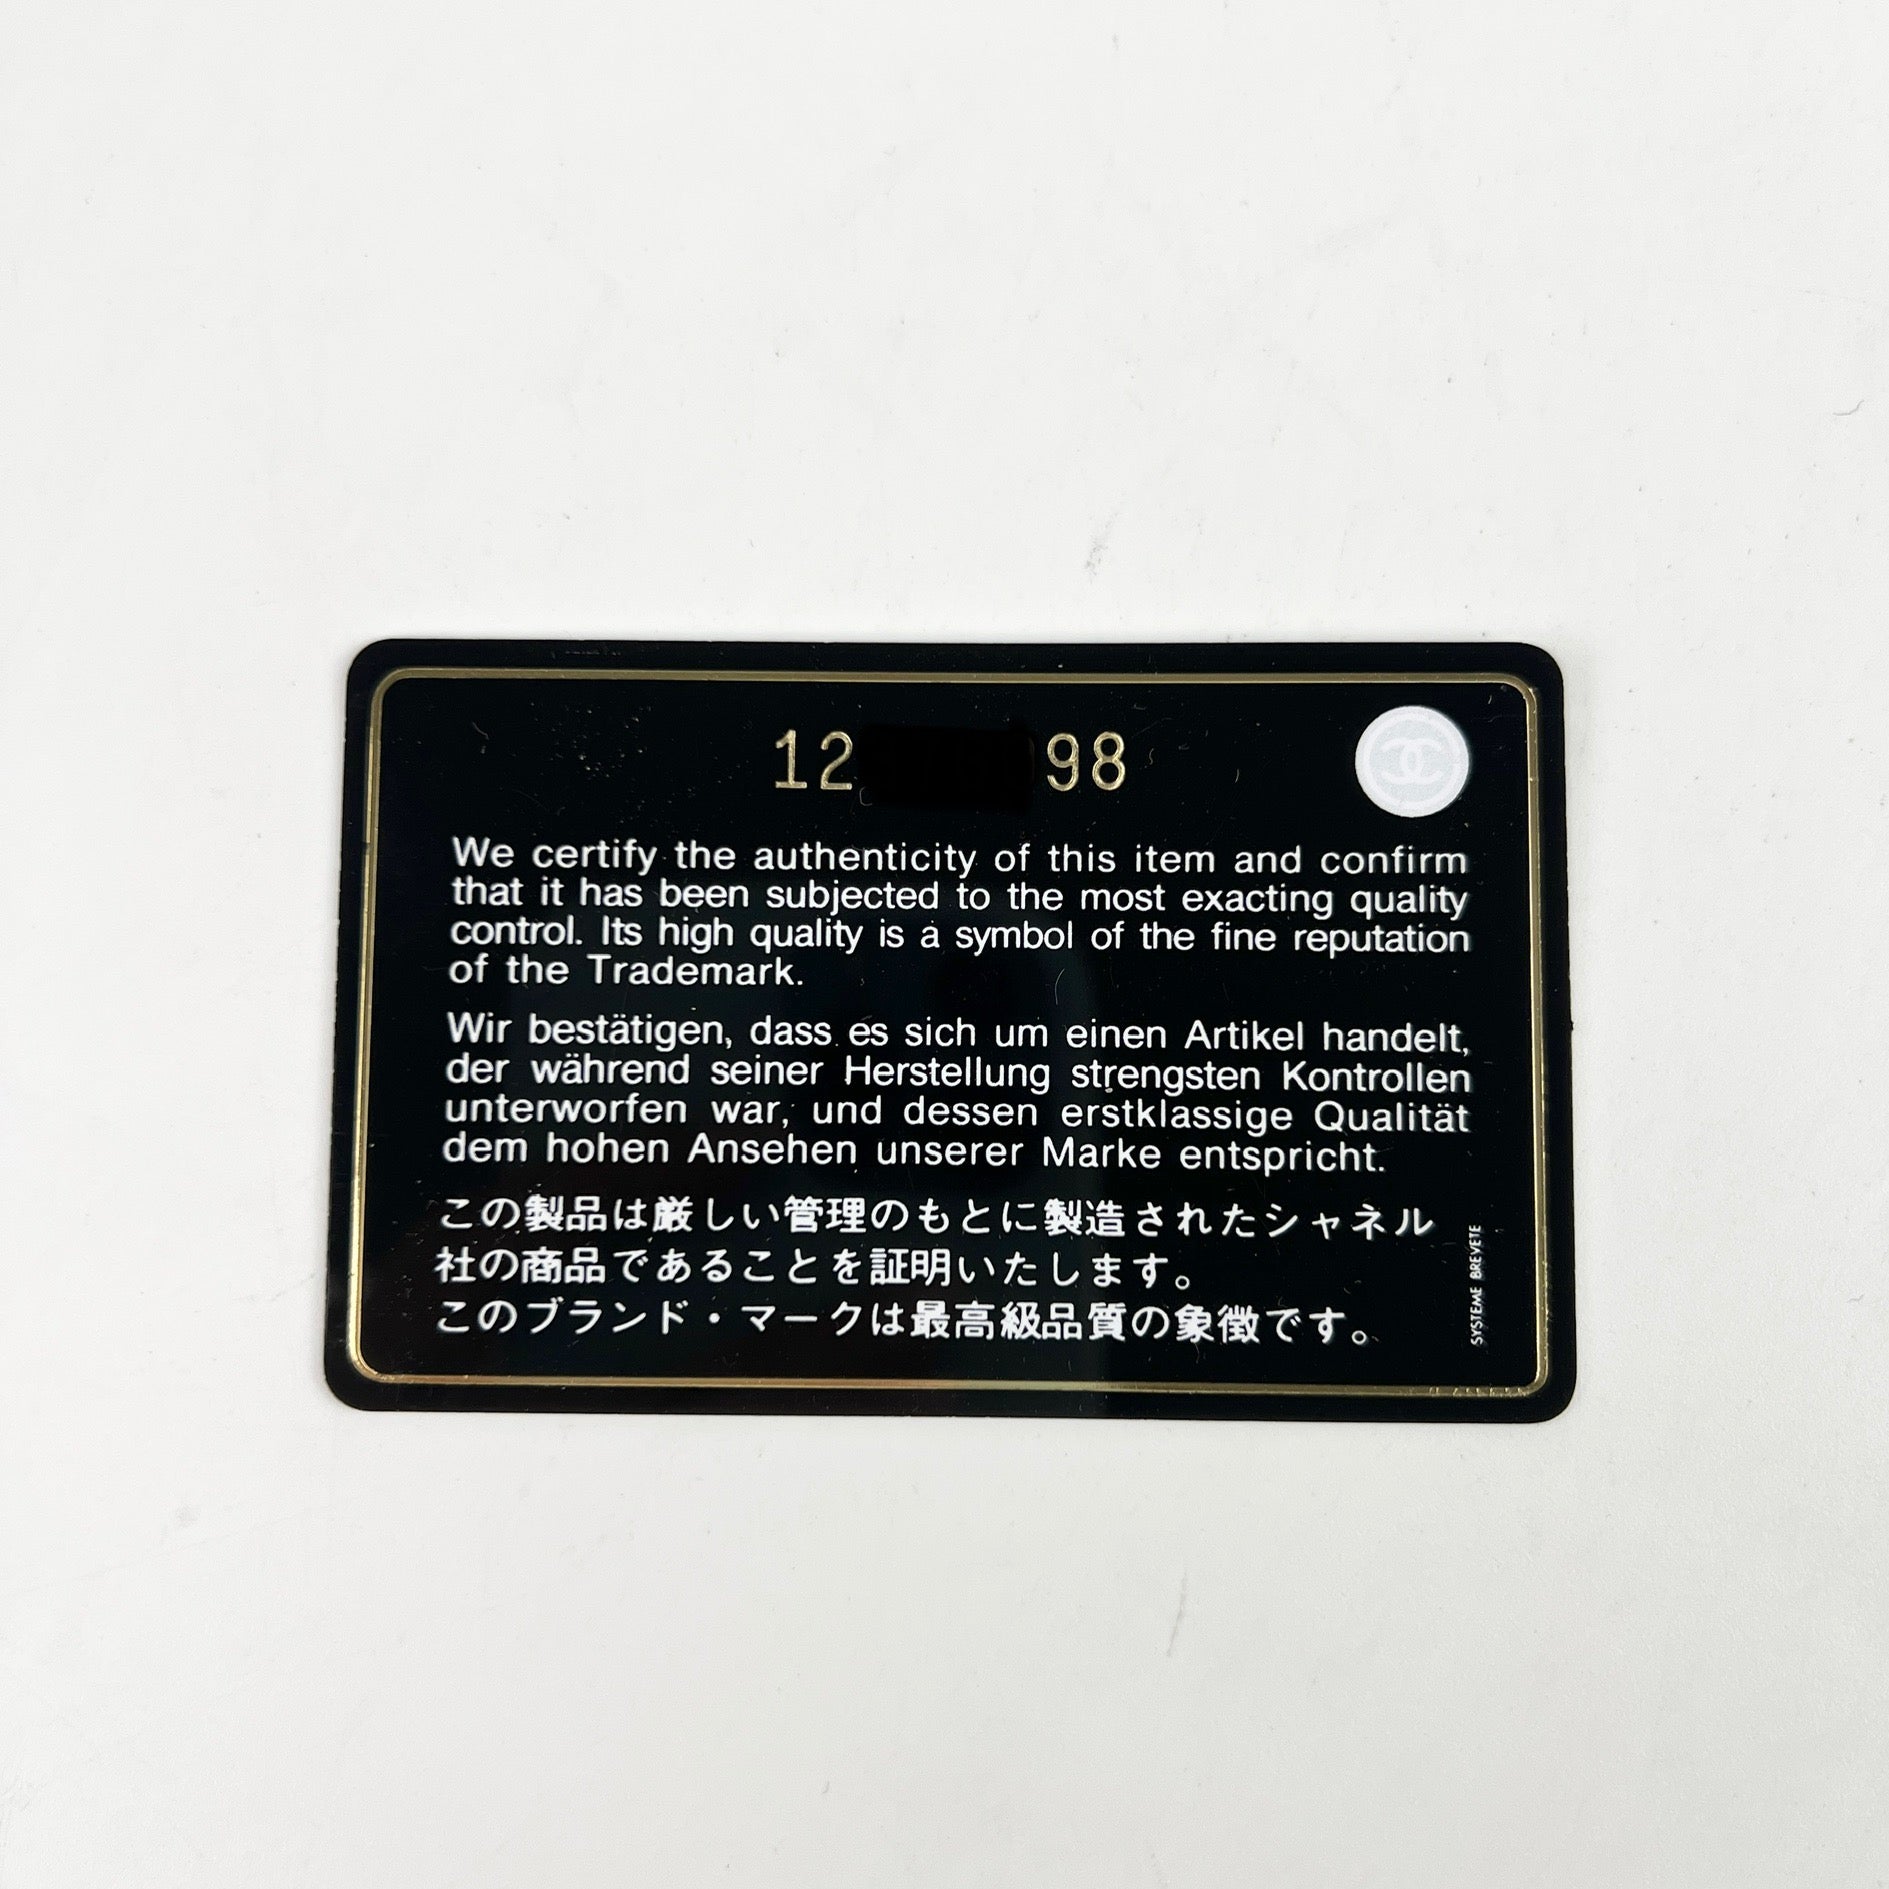 12 98
We certify the authenticity of this item and confirm
that it has been subjected to the most exacting quality
control. Its high quality is a symbol of the fine reputation
of the Trademark.
Wir bestätigen, dass es sich um einen Artikel handelt,
der während seiner Herstellung strengsten Kontrollen
unterworfen war, und dessen erstklassige Qualität
dem hohen Ansehen unserer Marke entspricht.
この製品は厳しい管理のもとに製造されたシャネル
社の商品であることを証明いたします。
このブランド・マークは最高級品質の象徴です。
SYSTEME BREVETE